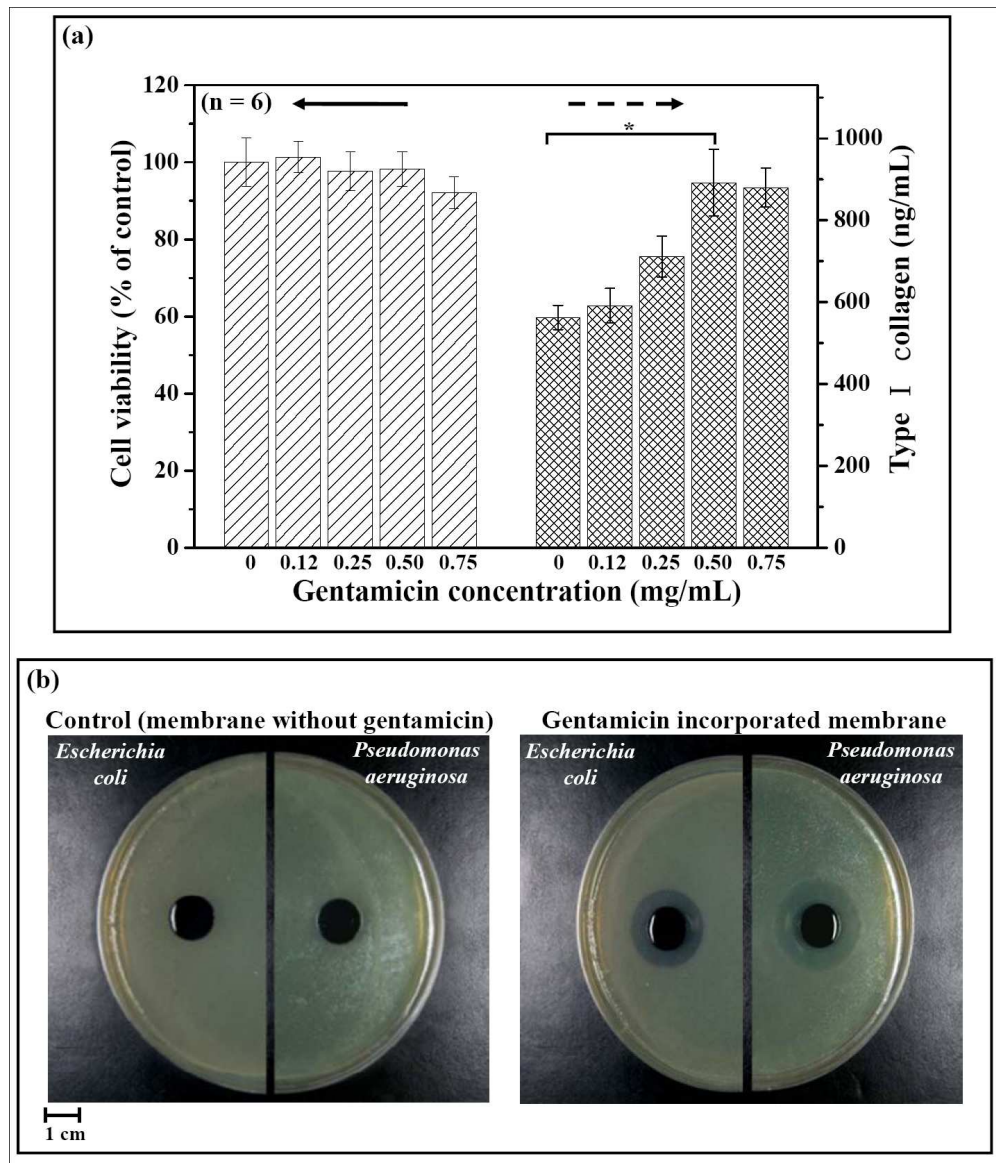 (a)
(n = 6)
*
120
100
80
60
40
20
0
Cell viability (% of control)
1000
800
600
400
200
0
Type I collagen (ng/mL)
0 0.12 0.25 0.50 0.75 0 0.12 0.25 0.50 0.75
Gentamicin concentration (mg/mL)
(b)
Control (membrane without gentamicin)
Escherichia
coli
Pseudomonas
aeruginosa
Gentamicin incorporated membrane
Escherichia
coli
Pseudomonas
aeruginosa
1 cm